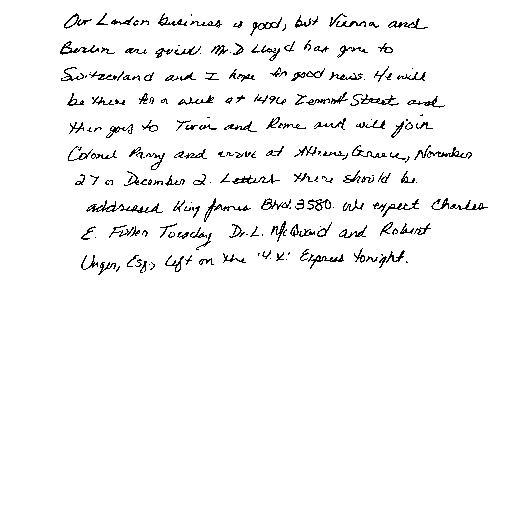 Our London business is good, but Vienna and
Berlin are quiet. Mr. D. Lloyd has gone to
Switzerland and I hope for good news. He will
be there for a week at 1496 Zermott Street and
then goes to Turin and Rome and will join
Colonel Parry and arrive at Athens, Greece, November
27 or December 2. Letters there should be
addressed King James Blvd. 3580. We expect Charles
E. Fuller Tuesday. Dr. L. McQuaid and Robert
Unger, Esq., left on the 'Y.X.' Express tonight.